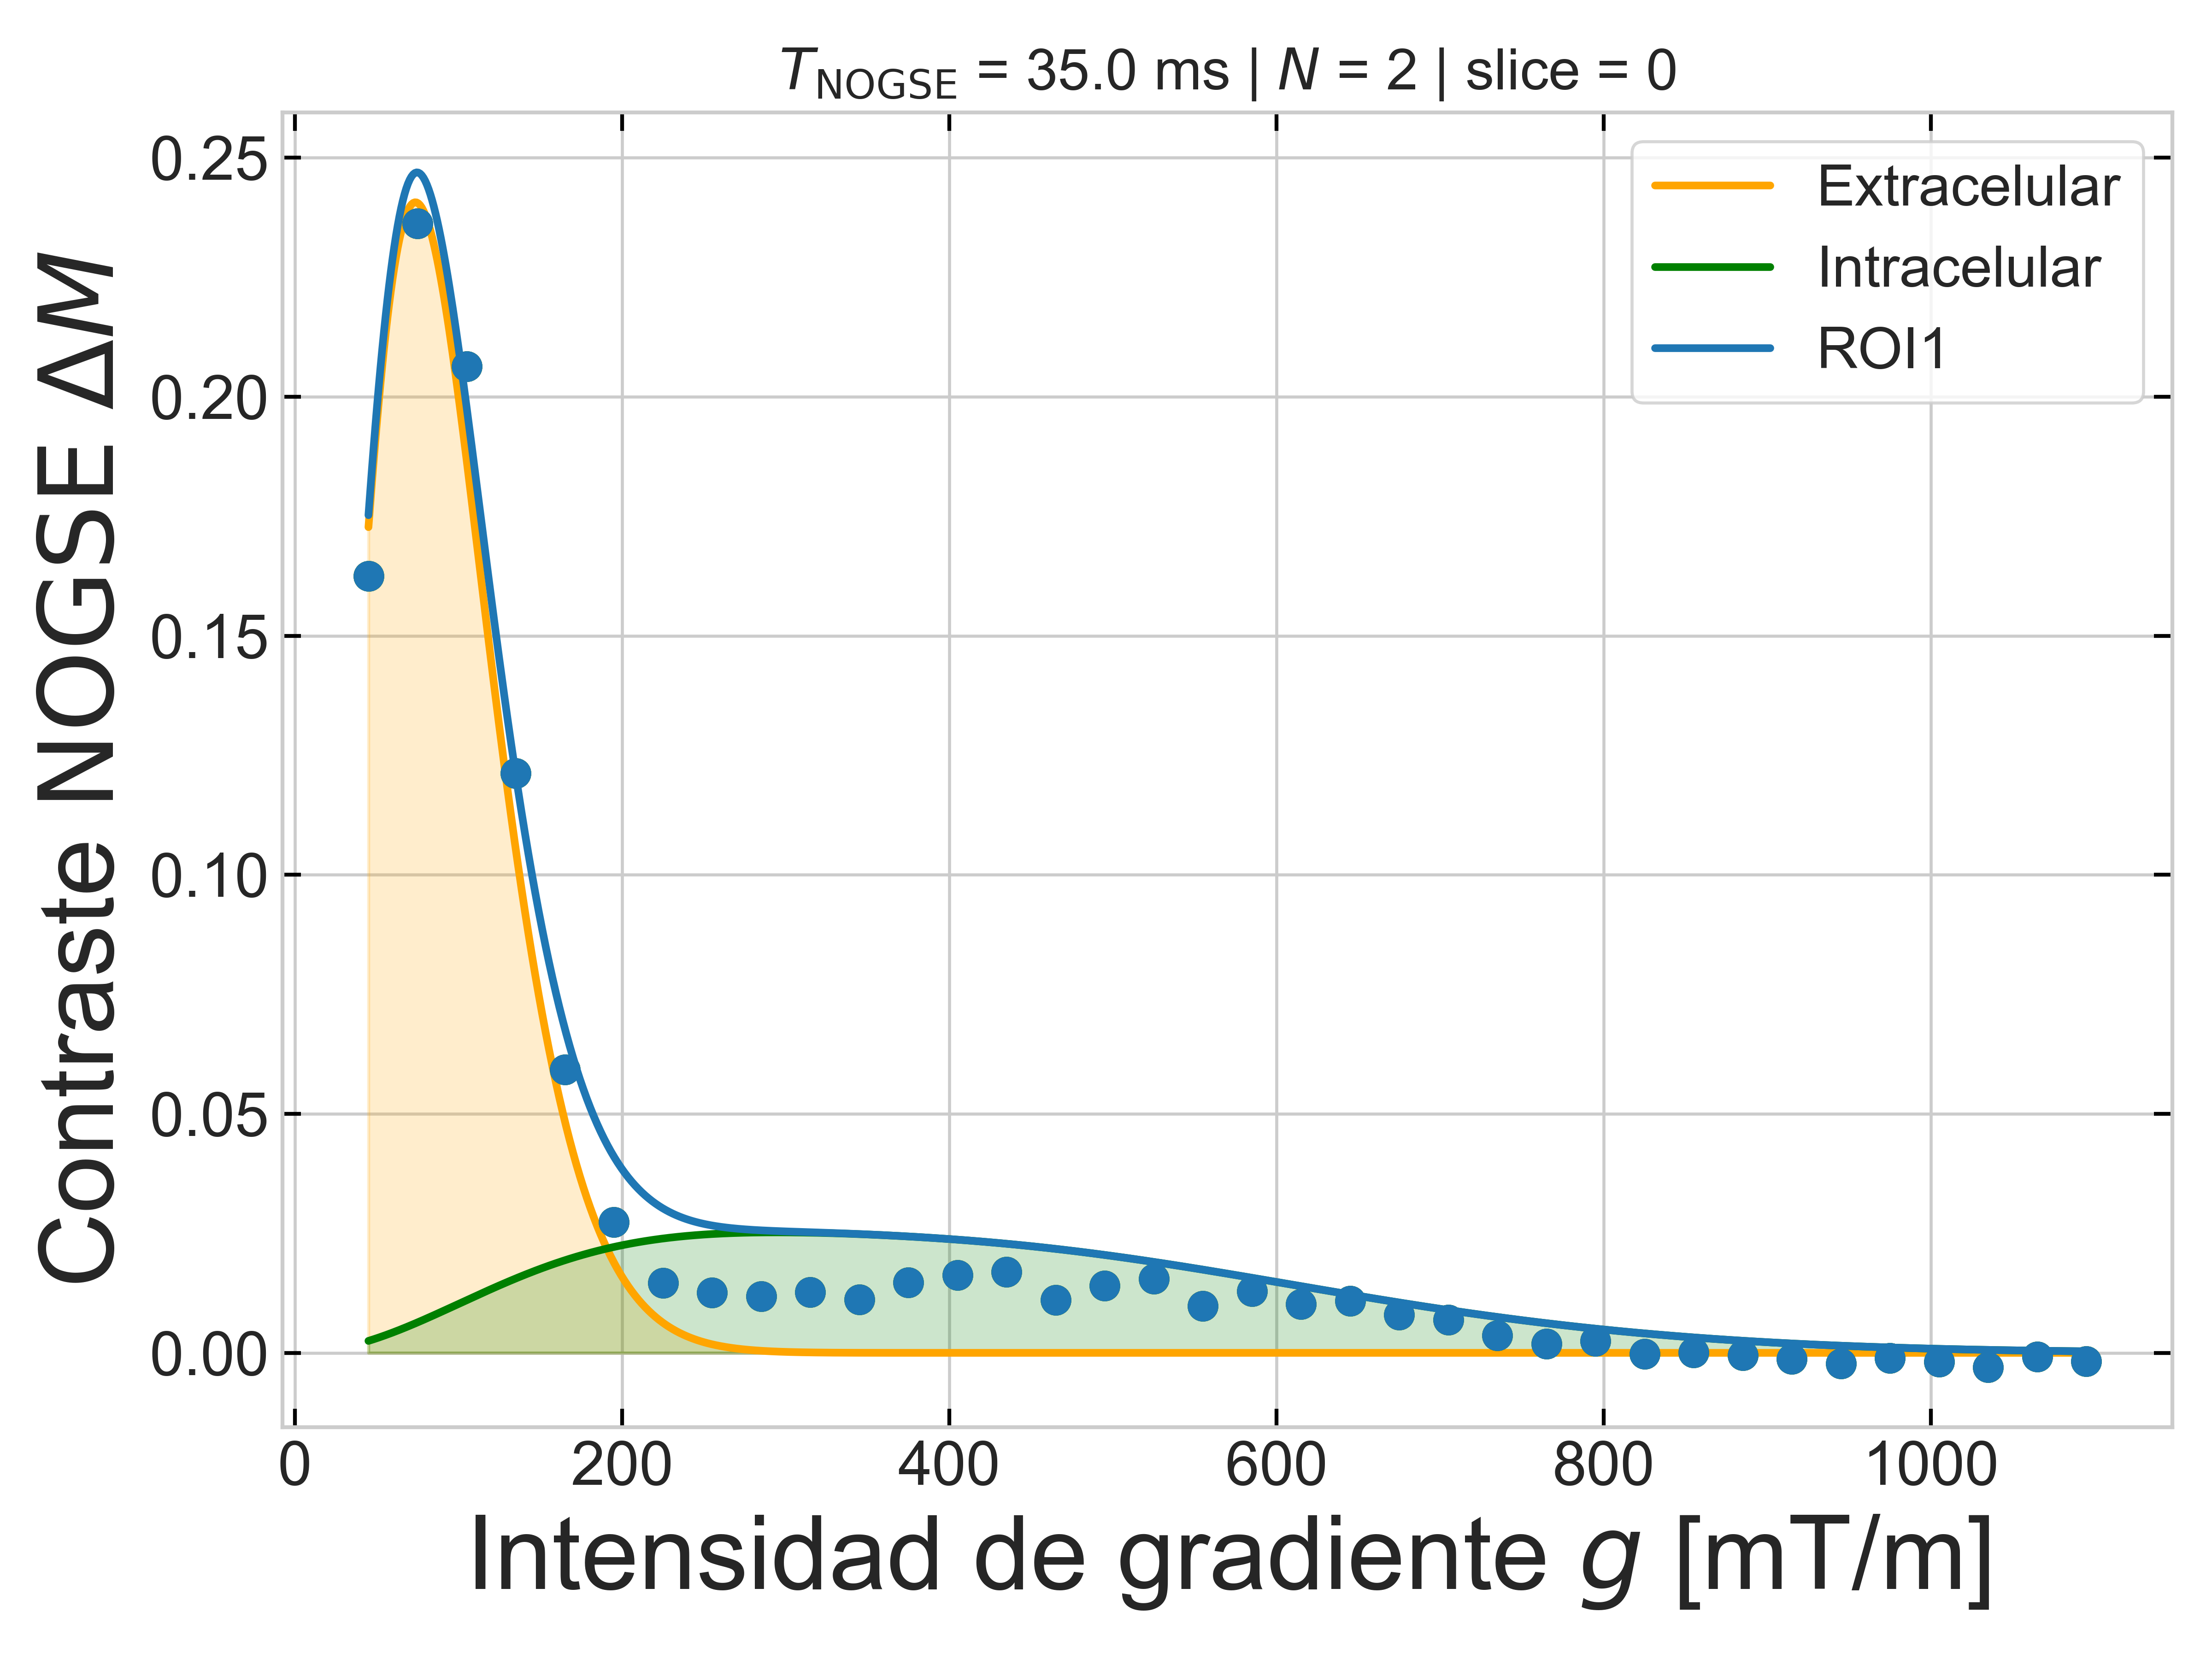 T_NOGSE = 35.0 ms | N = 2 | slice = 0
Contraste NOGSE ΔM
0.25
0.20
0.15
0.10
0.05
0.00
Extracelular
Intracelular
ROI1
0 200 400 600 800 1000
Intensidad de gradiente g [mT/m]